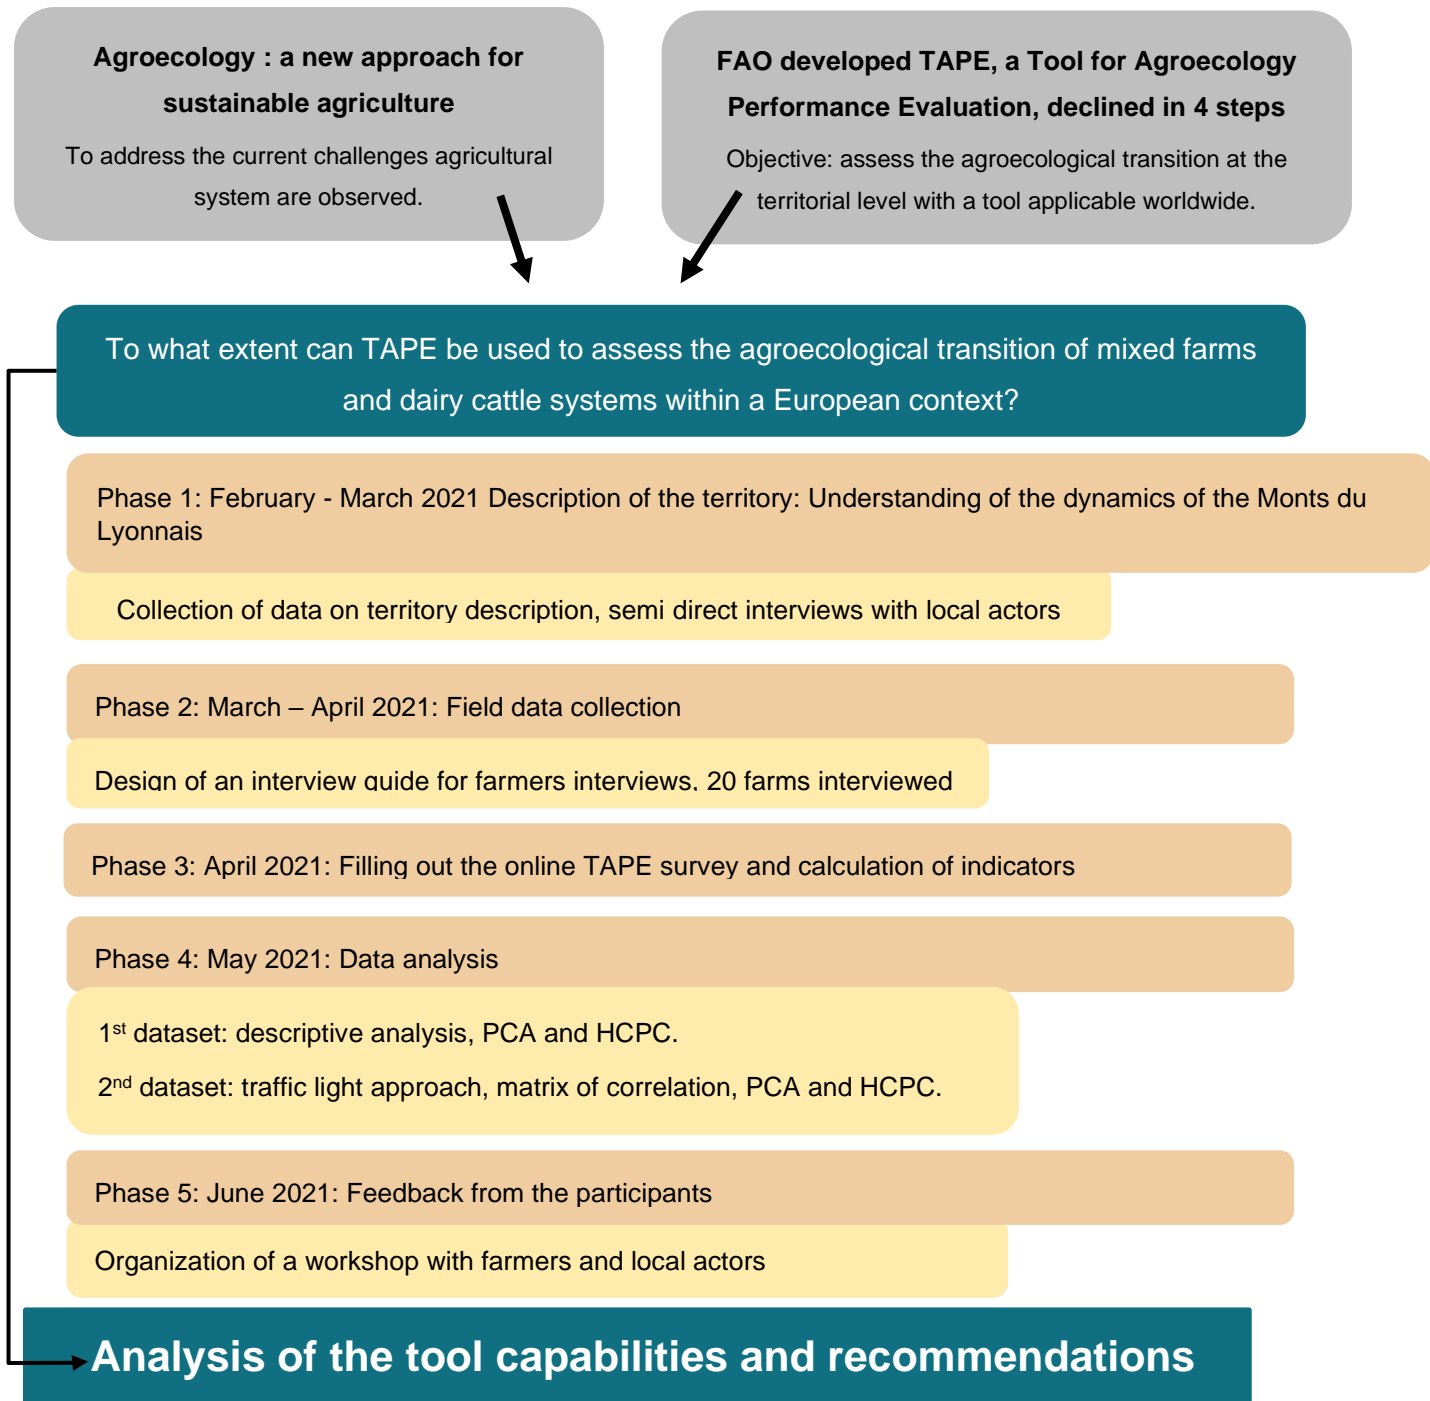 Agroecology : a new approach for
sustainable agriculture
To address the current challenges agricultural
system are observed.
FAO developed TAPE, a Tool for Agroecology
Performance Evaluation, declined in 4 steps
Objective: assess the agroecological transition at the
territorial level with a tool applicable worldwide.
To what extent can TAPE be used to assess the agroecological transition of mixed farms
and dairy cattle systems within a European context?
Phase 1: February - March 2021 Description of the territory: Understanding of the dynamics of the Monts du
Lyonnais
Collection of data on territory description, semi direct interviews with local actors
Phase 2: March – April 2021: Field data collection
Design of an interview guide for farmers interviews, 20 farms interviewed
Phase 3: April 2021: Filling out the online TAPE survey and calculation of indicators
Phase 4: May 2021: Data analysis
1st dataset: descriptive analysis, PCA and HCPC.
2nd dataset: traffic light approach, matrix of correlation, PCA and HCPC.
Phase 5: June 2021: Feedback from the participants
Organization of a workshop with farmers and local actors
Analysis of the tool capabilities and recommendations